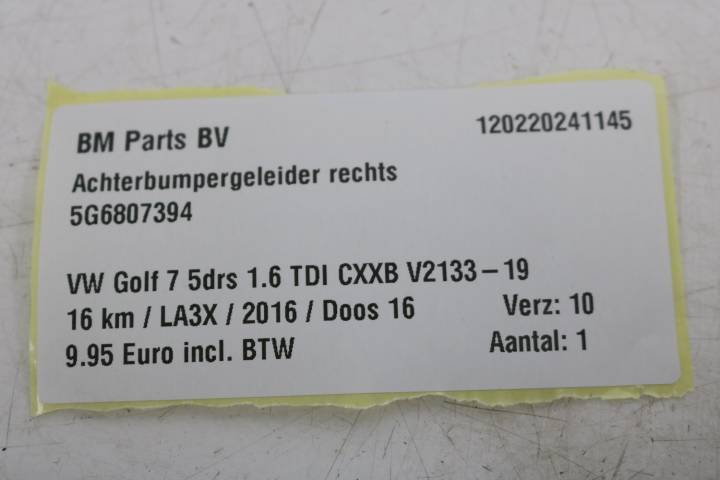 BM Parts BV 120220241145
Achterbumpergeleider rechts
5G6807394
VW Golf 7 5drs 1.6 TDI CXXB V2133-19
16 km / LA3X / 2016 / Doos 16 Verz: 10
9.95 Euro incl. BTW Aantal: 1